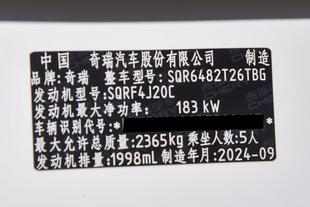 中国 奇瑞汽车股份有限公司 制造
品牌:奇瑞 整车型号:SQR6482T26TBG
发动机型号:SQRF4J20C
发动机最大净功率: 183 kW
车辆识别代号:*
最大允许总质量:2365kg 乘坐人数:5人
发动机排量:1998mL 制造年月:2024-09